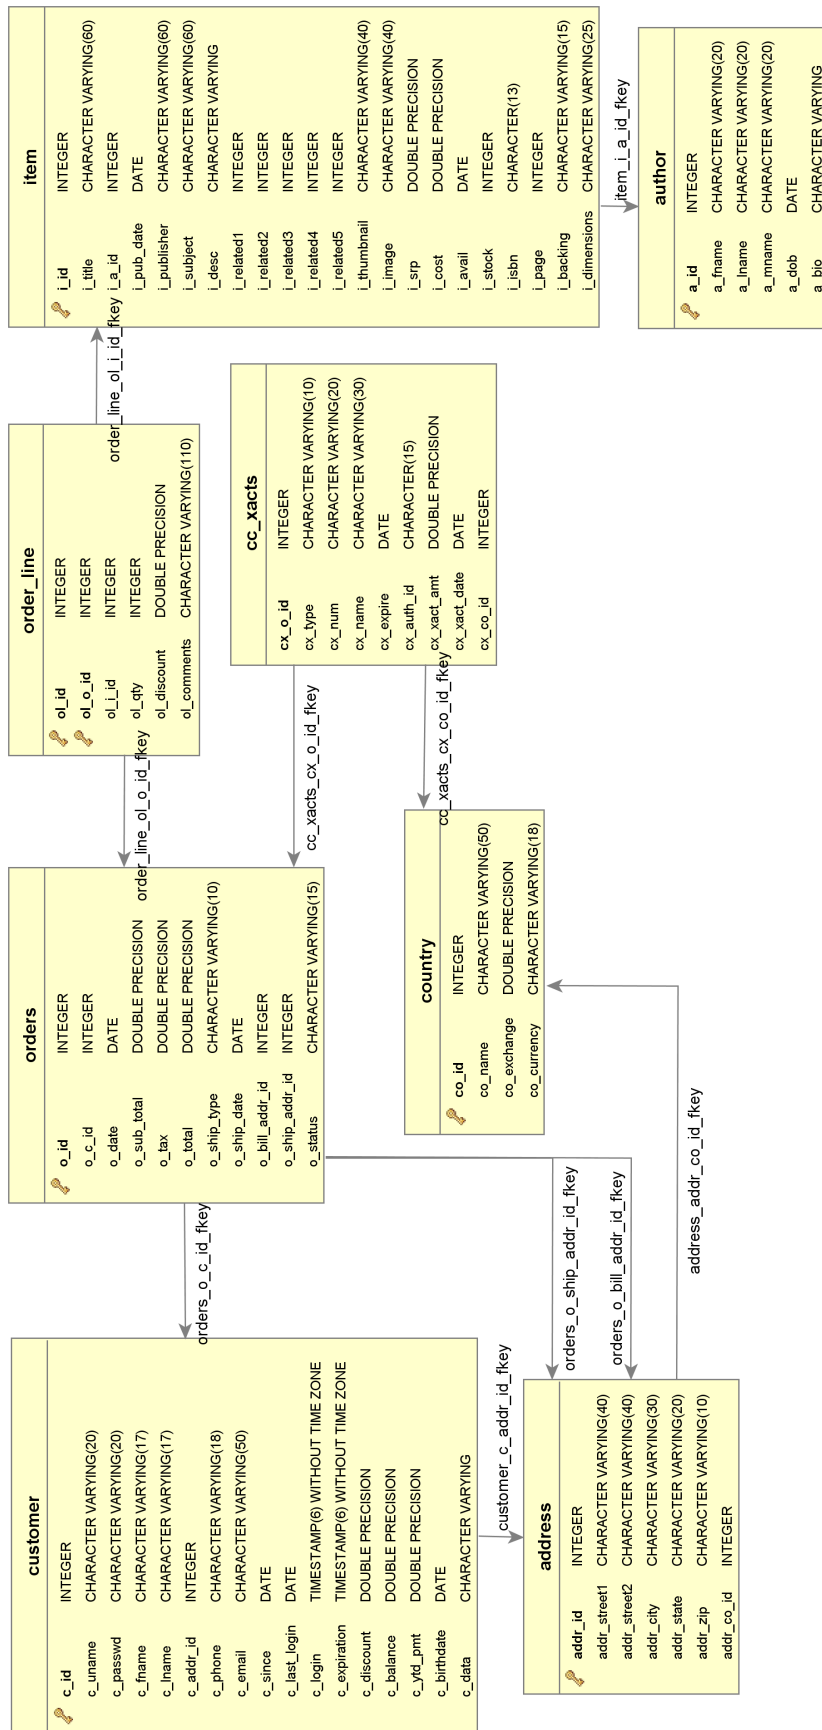 customer
c_id INTEGER
c_uname CHARACTER VARYING(20)
c_passwd CHARACTER VARYING(20)
c_fname CHARACTER VARYING(17)
c_lname CHARACTER VARYING(17)
c_addr_id INTEGER
c_phone CHARACTER VARYING(18)
c_email CHARACTER VARYING(50)
c_since DATE
c_last_login DATE
c_login TIMESTAMP(6) WITHOUT TIME ZONE
c_expiration TIMESTAMP(6) WITHOUT TIME ZONE
c_discount DOUBLE PRECISION
c_balance DOUBLE PRECISION
c_ytd_pmt DOUBLE PRECISION
c_birthdate DATE
c_data CHARACTER VARYING
customer_c_addr_id_fkey
address
addr_id INTEGER
addr_street1 CHARACTER VARYING(40)
addr_street2 CHARACTER VARYING(40)
addr_city CHARACTER VARYING(30)
addr_state CHARACTER VARYING(20)
addr_zip CHARACTER VARYING(10)
addr_co_id INTEGER
orders_o_c_id_fkey
orders_o_ship_addr_id_fkey
orders_o_bill_addr_id_fkey
address_addr_co_id_fkey
orders
o_id INTEGER
o_c_id INTEGER
o_date DATE
o_sub_total DOUBLE PRECISION
o_tax DOUBLE PRECISION
o_total DOUBLE PRECISION
o_ship_type CHARACTER VARYING(10)
o_ship_date DATE
o_bill_addr_id INTEGER
o_ship_addr_id INTEGER
o_status CHARACTER VARYING(15)
country
co_id INTEGER
co_name CHARACTER VARYING(50)
co_exchange DOUBLE PRECISION
co_currency CHARACTER VARYING(18)
order_line_ol_o_id_fkey
cc_xacts_cx_o_id_fkey
cc_xacts_cx_co_id_fkey
order_line
ol_id INTEGER
ol_o_id INTEGER
ol_i_id INTEGER
ol_qty INTEGER
ol_discount DOUBLE PRECISION
ol_comments CHARACTER VARYING(110)
cc_xacts
cx_o_id INTEGER
cx_type CHARACTER VARYING(10)
cx_num CHARACTER VARYING(20)
cx_name CHARACTER VARYING(30)
cx_expire DATE
cx_auth_id CHARACTER(15)
cx_xact_amt DOUBLE PRECISION
cx_xact_date DATE
cx_co_id INTEGER
order_line_ol_i_id_fkey
item
i_id INTEGER
i_title CHARACTER VARYING(60)
i_a_id INTEGER
i_pub_date DATE
i_publisher CHARACTER VARYING(60)
i_subject CHARACTER VARYING(60)
i_desc CHARACTER VARYING
i_related1 INTEGER
i_related2 INTEGER
i_related3 INTEGER
i_related4 INTEGER
i_related5 INTEGER
i_thumbnail CHARACTER VARYING(40)
i_image CHARACTER VARYING(40)
i_srp DOUBLE PRECISION
i_cost DOUBLE PRECISION
i_avail DATE
i_stock INTEGER
i_isbn CHARACTER(13)
i_page INTEGER
i_backing CHARACTER VARYING(15)
i_dimensions CHARACTER VARYING(25)
item_i_a_id_fkey
author
a_id INTEGER
a_fname CHARACTER VARYING(20)
a_lname CHARACTER VARYING(20)
a_mname CHARACTER VARYING(20)
a_dob DATE
a_bio CHARACTER VARYING